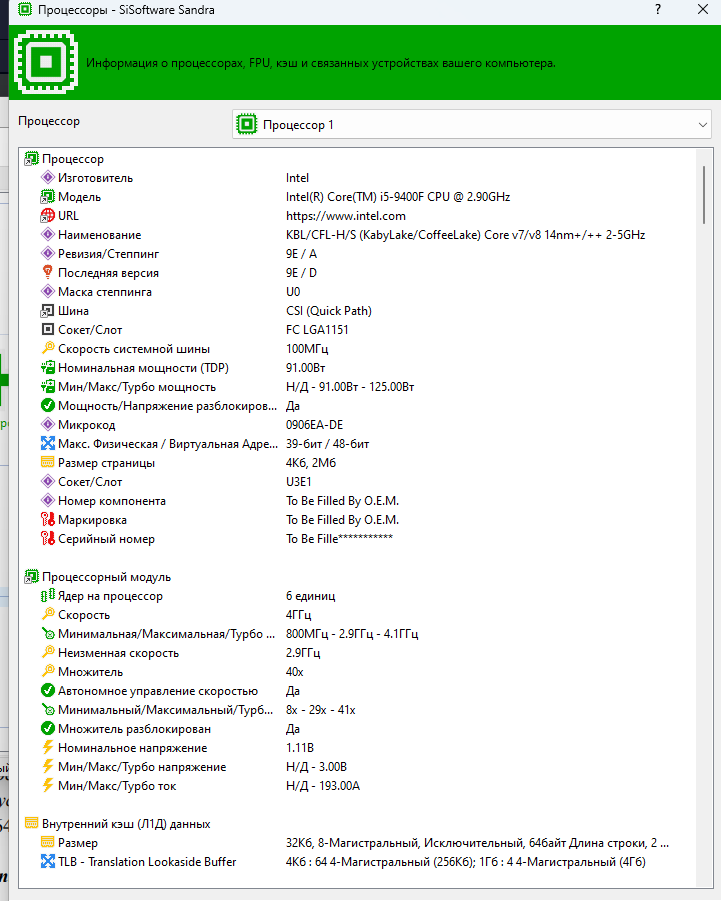 Процессоры - SiSoftware Sandra
Информация о процессорах, FPU, кэш и связанных устройствах вашего компьютера.
Процессор Процессор 1
Процессор
Изготовитель Intel
Модель Intel(R) Core(TM) i5-9400F CPU @ 2.90GHz
URL https://www.intel.com
Наименование KBL/CFL-H/S (KabyLake/CoffeeLake) Core v7/v8 14nm+/++ 2-5GHz
Ревизия/Степпинг 9E / A
Последняя версия 9E / D
Маска степпинга U0
Шина CSI (Quick Path)
Сокет/Слот FC LGA1151
Скорость системной шины 100МГц
Номинальная мощности (TDP) 91.00Вт
Мин/Макс/Турбо мощность Н/Д - 91.00Вт - 125.00Вт
Мощность/Напряжение разблокиров... Да
Микрокод 0906EA-DE
Макс. Физическая / Виртуальная Адре... 39-бит / 48-бит
Размер страницы 4Кб, 2Мб
Сокет/Слот U3E1
Номер компонента To Be Filled By O.E.M.
Маркировка To Be Filled By O.E.M.
Серийный номер To Be Fille***********
Процессорный модуль
Ядер на процессор 6 единиц
Скорость 4ГГц
Минимальная/Максимальная/Турбо ... 800МГц - 2.9ГГц - 4.1ГГц
Неизменная скорость 2.9ГГц
Множитель 40x
Автономное управление скоростью Да
Минимальный/Максимальный/Турб... 8x - 29x - 41x
Множитель разблокирован Да
Номинальное напряжение 1.11В
Мин/Макс/Турбо напряжение Н/Д - 3.00В
Мин/Макс/Турбо ток Н/Д - 193.00А
Внутренний кэш (Л1Д) данных
Размер 32Кб, 8-Магистральный, Исключительный, 64байт Длина строки, 2 ...
TLB - Translation Lookaside Buffer 4Кб : 64 4-Магистральный (256Кб); 1Гб : 4 4-Магистральный (4Гб)